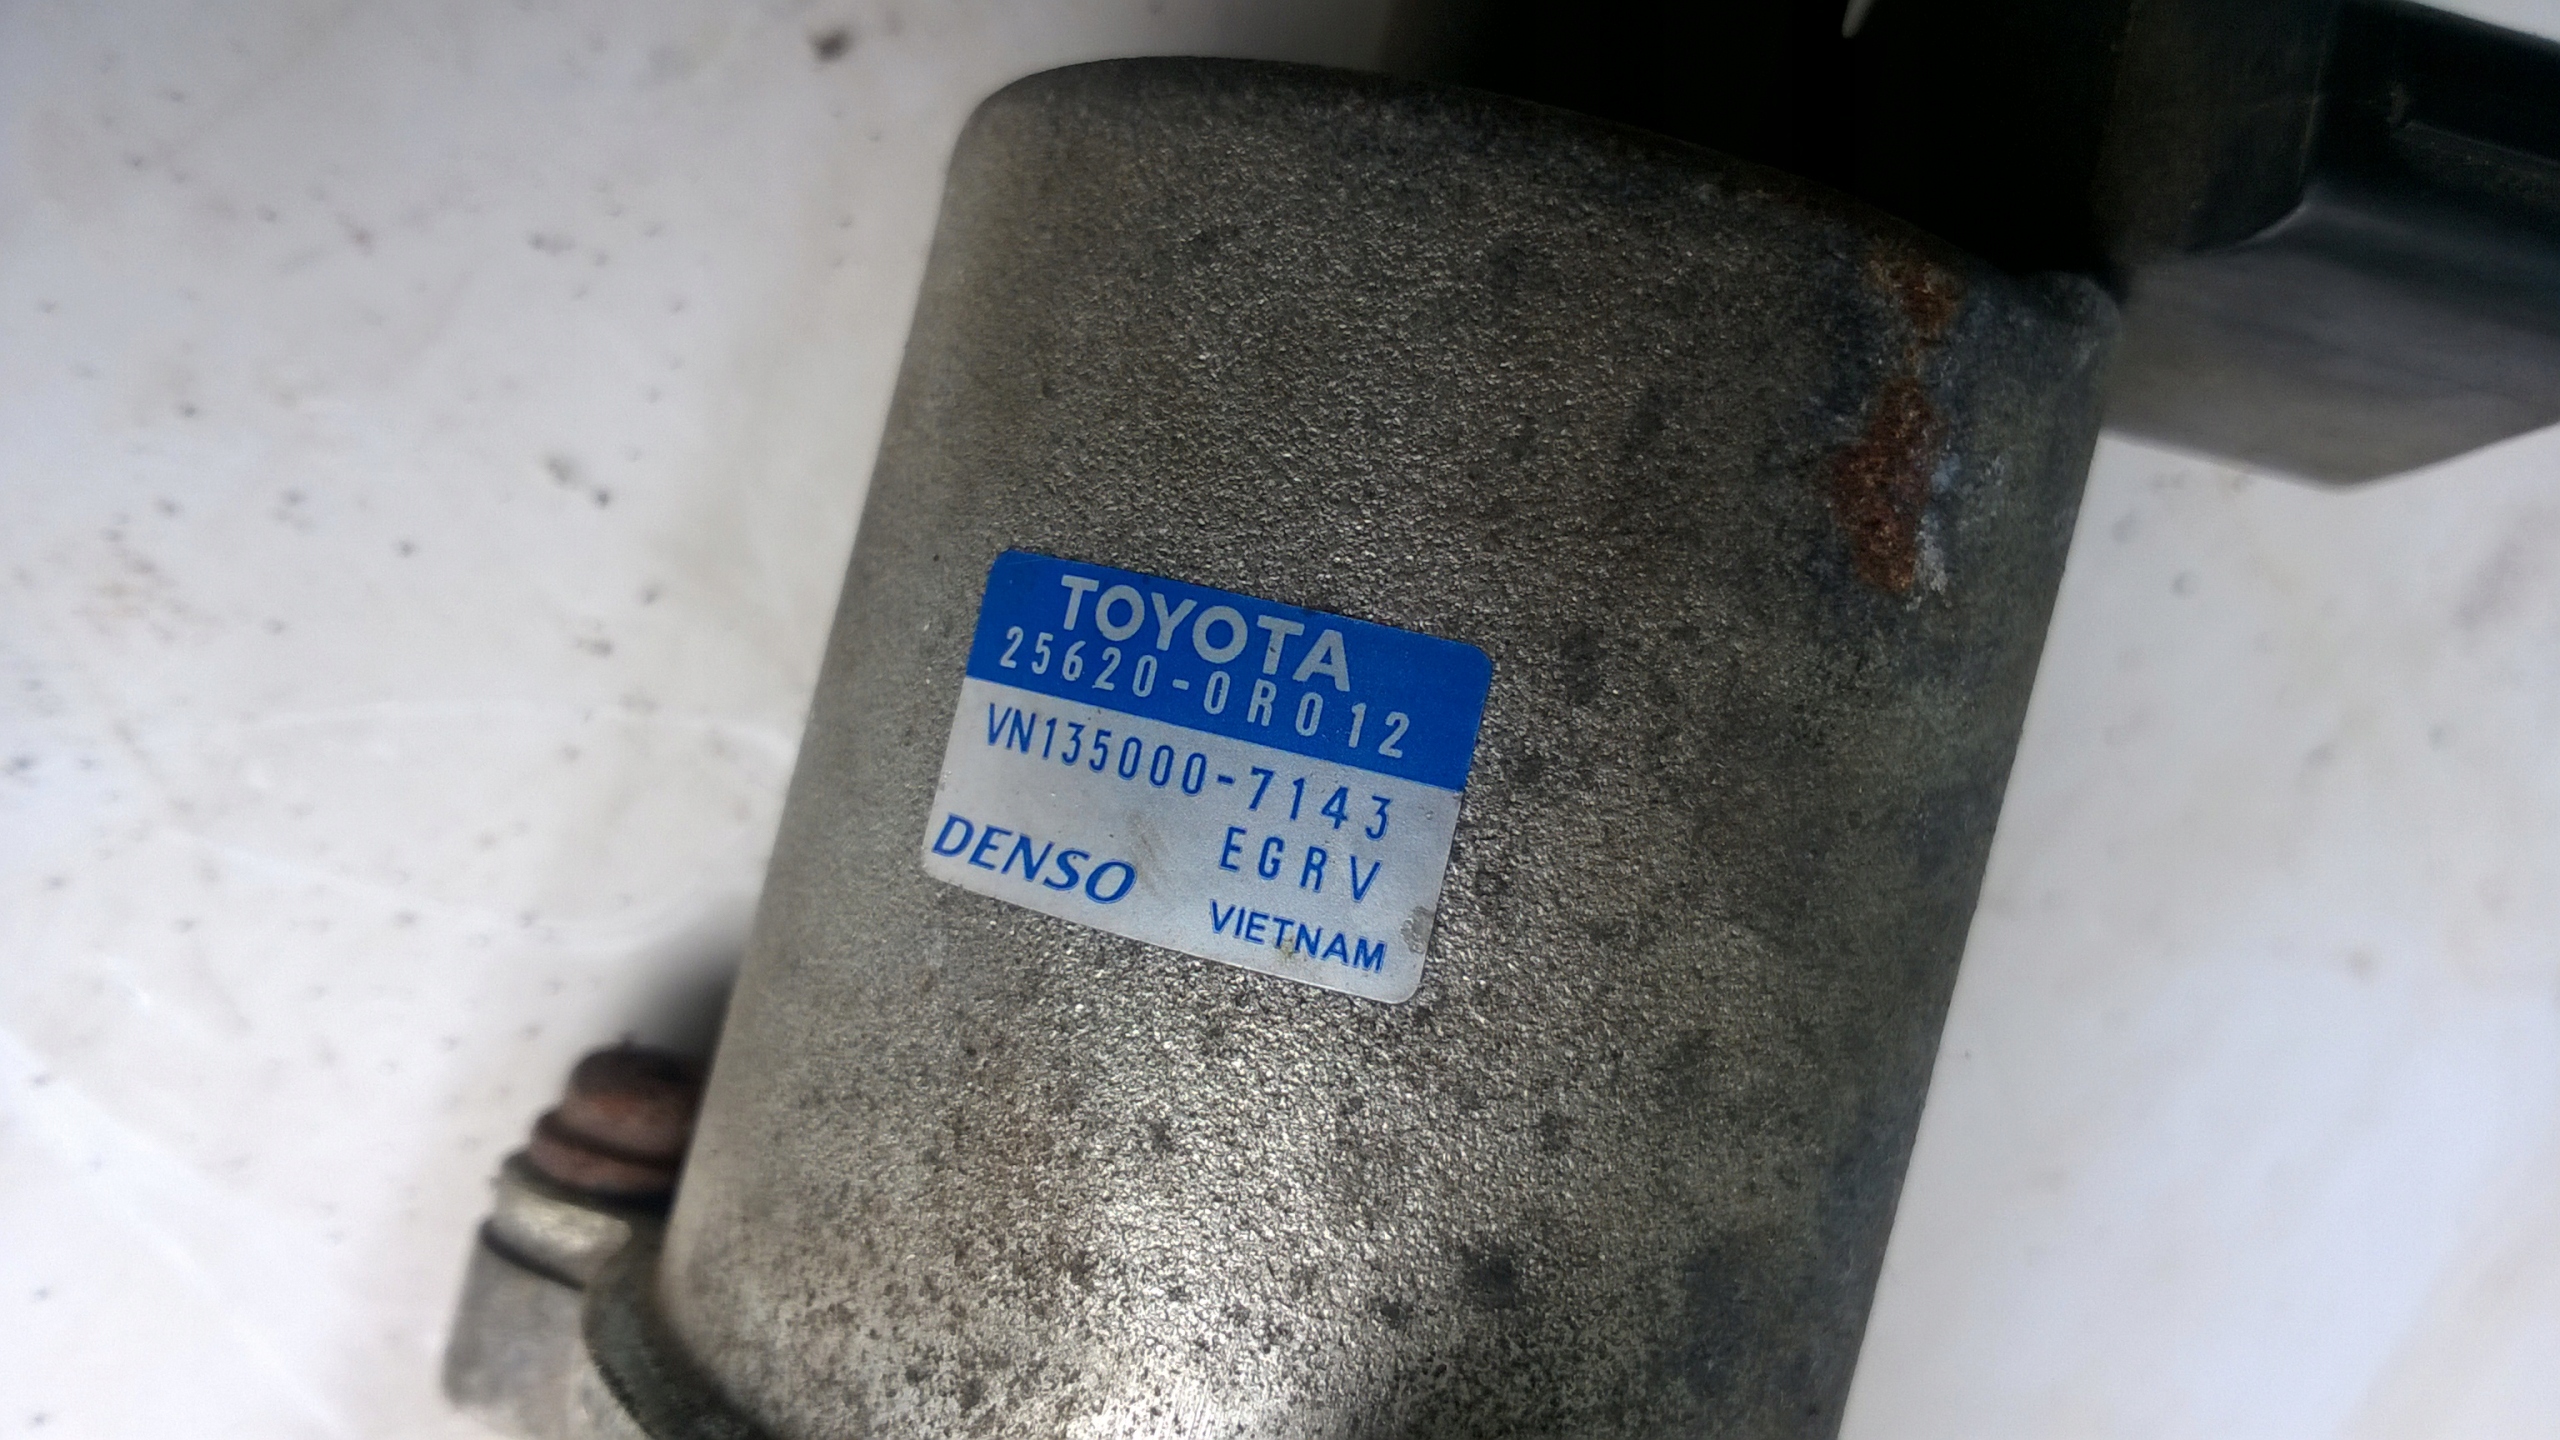 TOYOTA
25620-0R012
VN135000-7143
EGRV
DENSO
VIETNAM